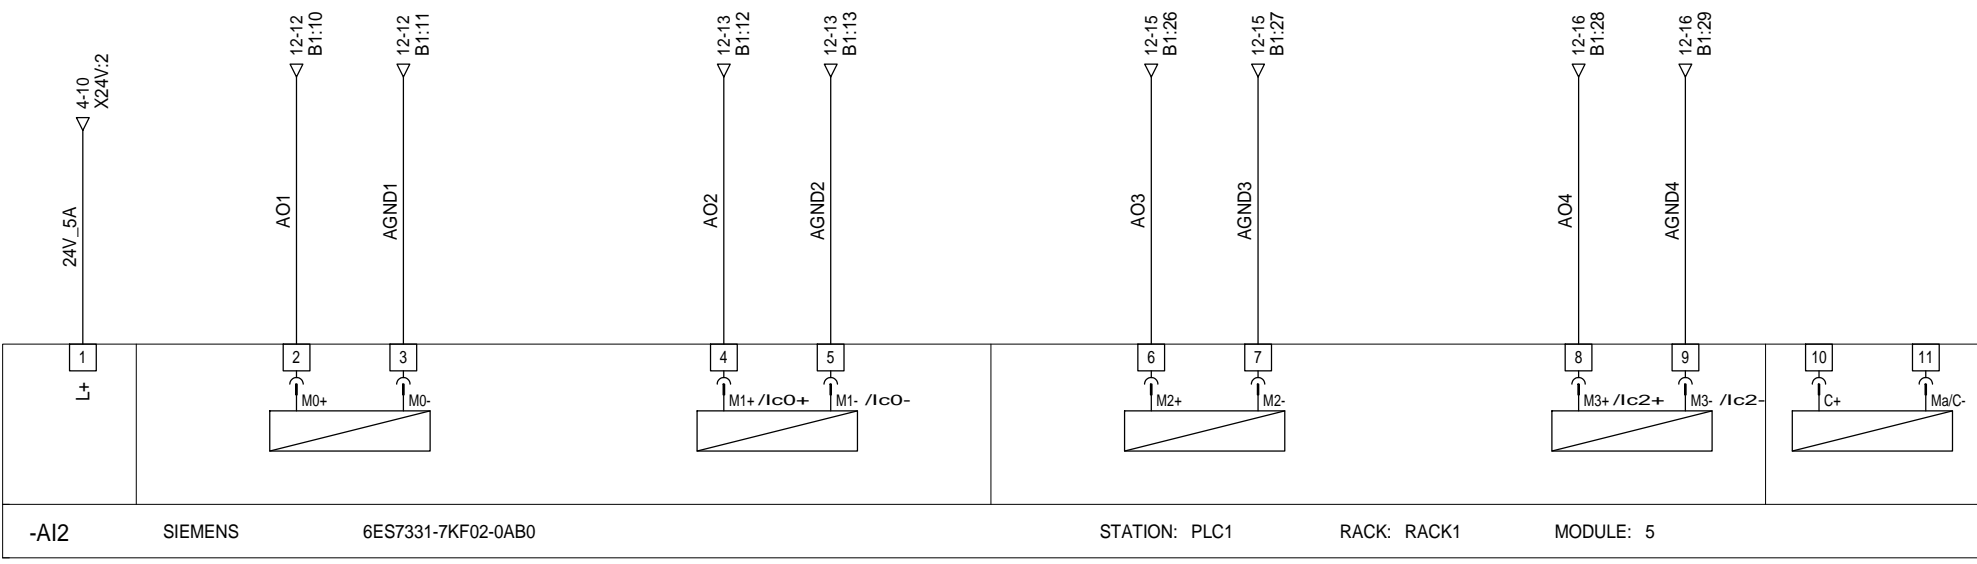 4-10
X24V:2
12-12
B1:10
12-12
B1:11
12-13
B1:12
12-13
B1:13
12-15
B1:26
12-15
B1:27
12-16
B1:28
12-16
B1:29
24V_5A
AO1
AGND1
AO2
AGND2
AO3
AGND3
AO4
AGND4
1
2
3
4
5
6
7
8
9
10
11
L+
M0+
M0-
M1+ /Ic0+
M1- /Ic0-
M2+
M2-
M3+ /Ic2+
M3- /Ic2-
C+
Ma/C-
-AI2 SIEMENS 6ES7331-7KF02-0AB0 STATION: PLC1 RACK: RACK1 MODULE: 5